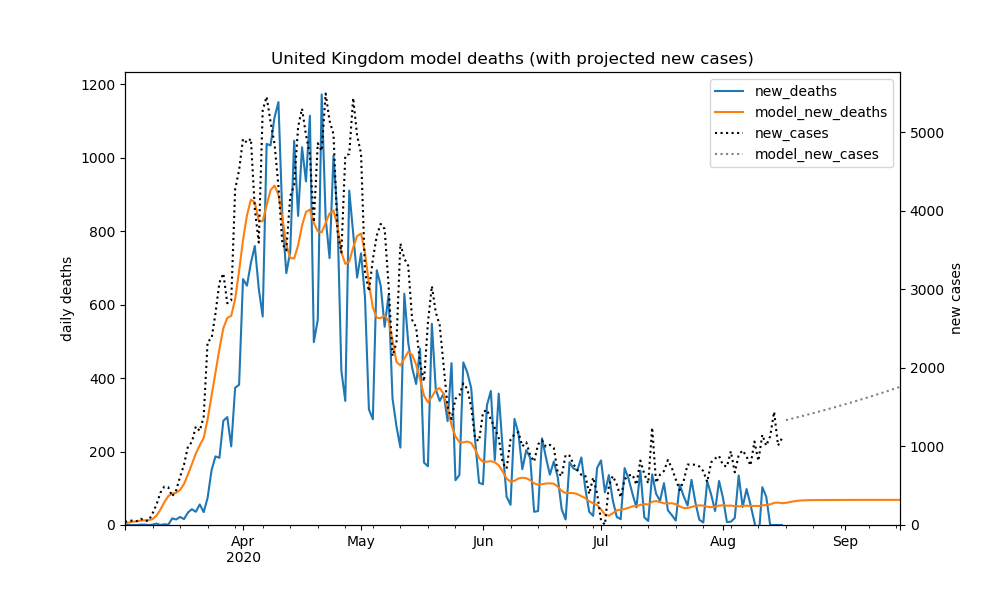 United Kingdom model deaths (with projected new cases)
new_deaths
model_new_deaths
new_cases
model_new_cases
daily deaths
1200
1000
800
600
400
200
0
new cases
5000
4000
3000
2000
1000
0
Apr
2020
May
Jun
Jul
Aug
Sep